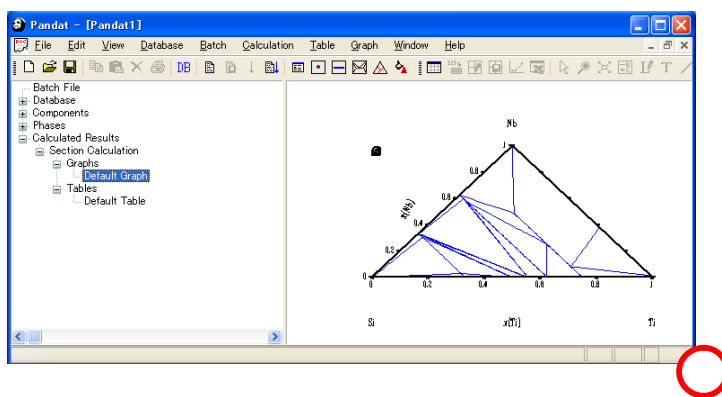 Pandat - [Pandat1]
File Edit View Database Batch Calculation Table Graph Window Help
DB
Batch File
Database
Components
Phases
Calculated Results
Section Calculation
Graphs
Default Graph
Tables
Default Table
Nb
1
0.8
0.6
x(Nb)
0.4
0.2
0
0 0.2 0.4 0.6 0.8 1
Si x(Ti) Ti